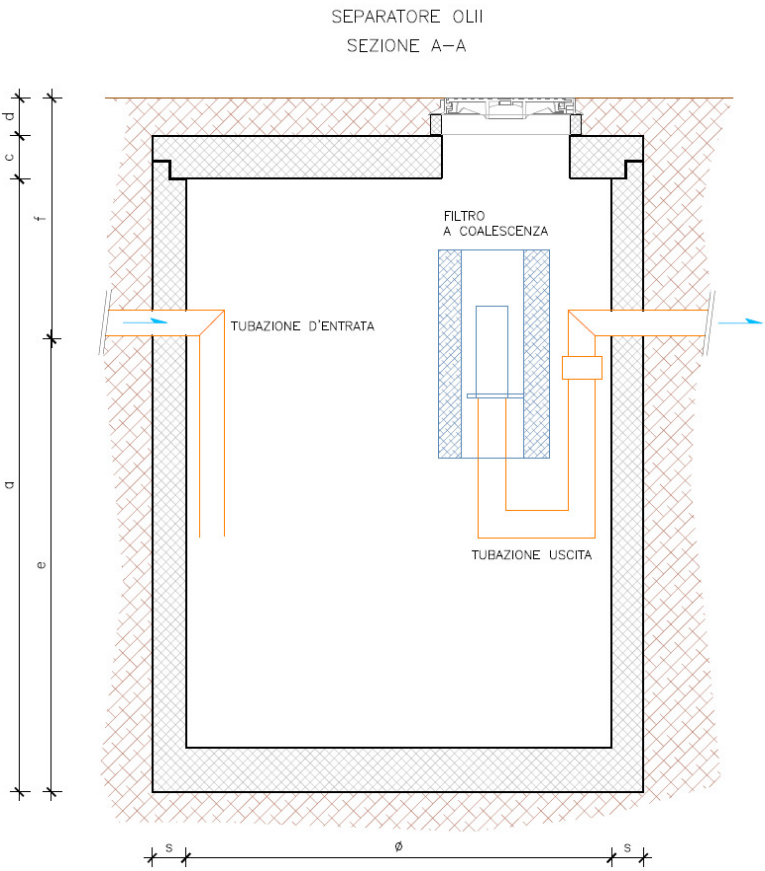 SEPARATORE OLII
SEZIONE A-A
d
c
f
FILTRO
A COALESCENZA
TUBAZIONE D'ENTRATA
a
e
TUBAZIONE USCITA
s
ø
s